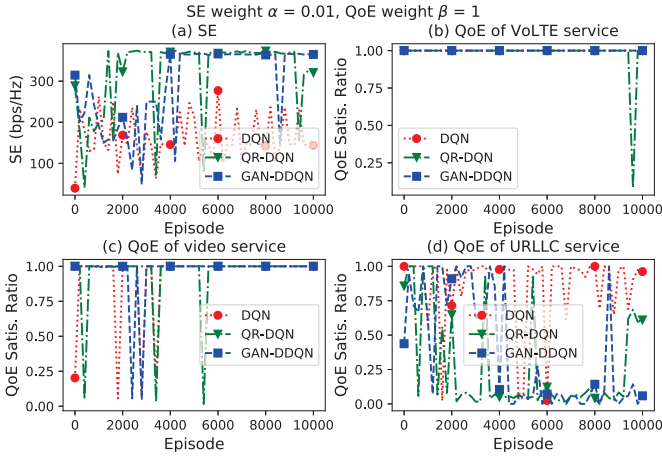 SE weight α = 0.01, QoE weight β = 1
(a) SE
SE (bps/Hz)
300
200
100
DQN
QR-DQN
GAN-DDQN
0 2000 4000 6000 8000 10000
Episode
(b) QoE of VoLTE service
QoE Satis. Ratio
1.00
0.75
0.50
0.25
DQN
QR-DQN
GAN-DDQN
0 2000 4000 6000 8000 10000
Episode
(c) QoE of video service
QoE Satis. Ratio
1.00
0.75
0.50
0.25
0.00
DQN
QR-DQN
GAN-DDQN
0 2000 4000 6000 8000 10000
Episode
(d) QoE of URLLC service
QoE Satis. Ratio
1.00
0.75
0.50
0.25
0.00
DQN
QR-DQN
GAN-DDQN
0 2000 4000 6000 8000 10000
Episode